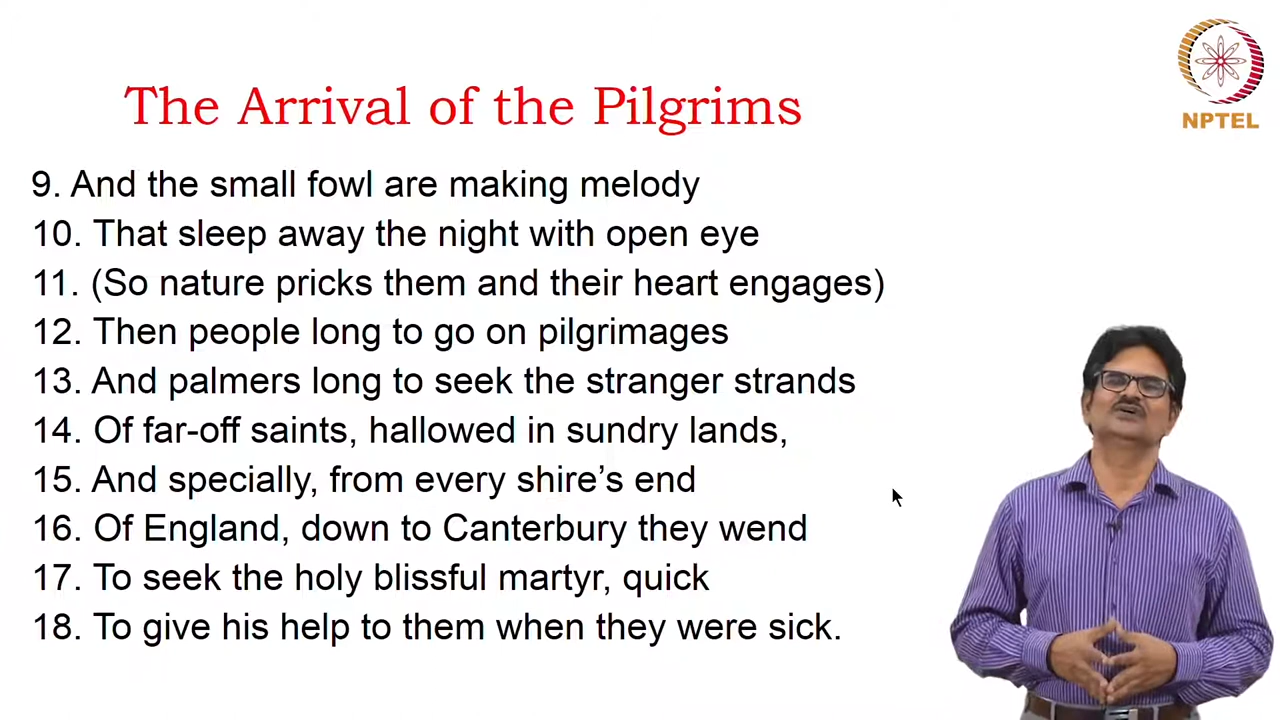 The Arrival of the Pilgrims
NPTEL
9. And the small fowl are making melody
10. That sleep away the night with open eye
11. (So nature pricks them and their heart engages)
12. Then people long to go on pilgrimages
13. And palmers long to seek the stranger strands
14. Of far-off saints, hallowed in sundry lands,
15. And specially, from every shire’s end
16. Of England, down to Canterbury they wend
17. To seek the holy blissful martyr, quick
18. To give his help to them when they were sick.